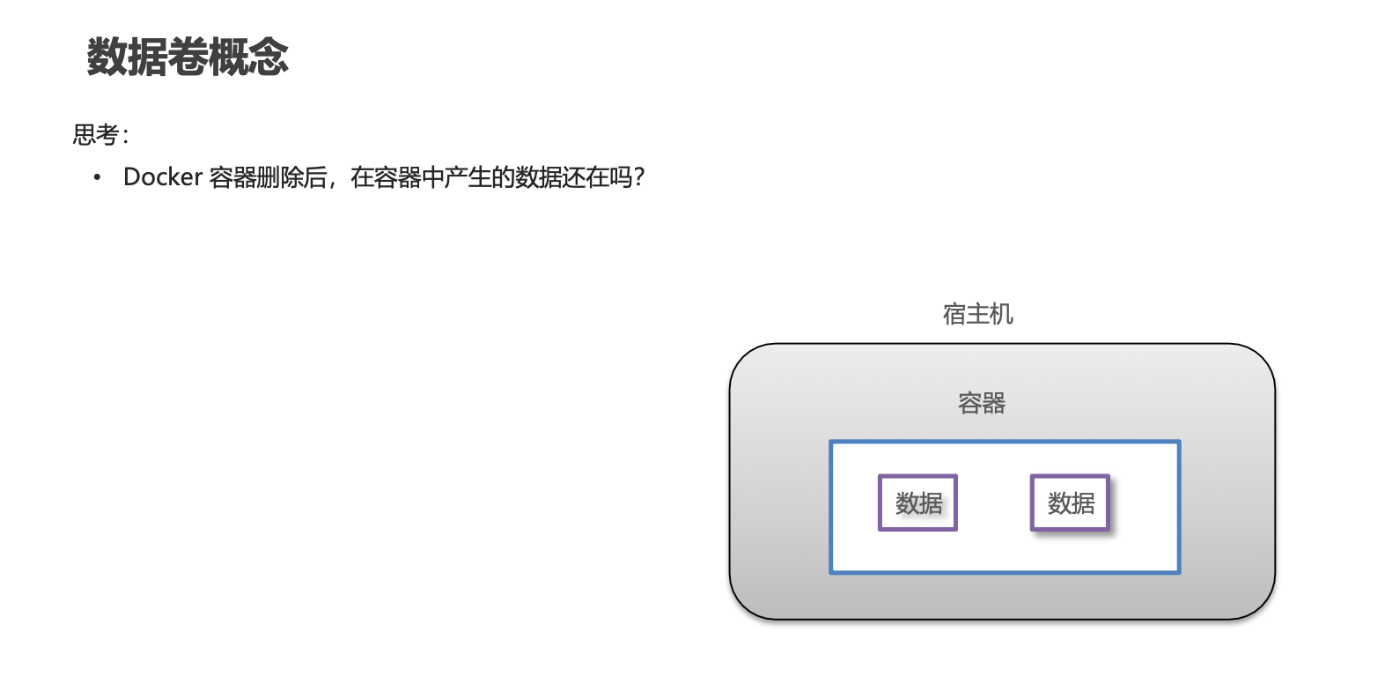 数据卷概念
思考：
• Docker 容器删除后，在容器中产生的数据还在吗？
宿主机
容器
数据 数据